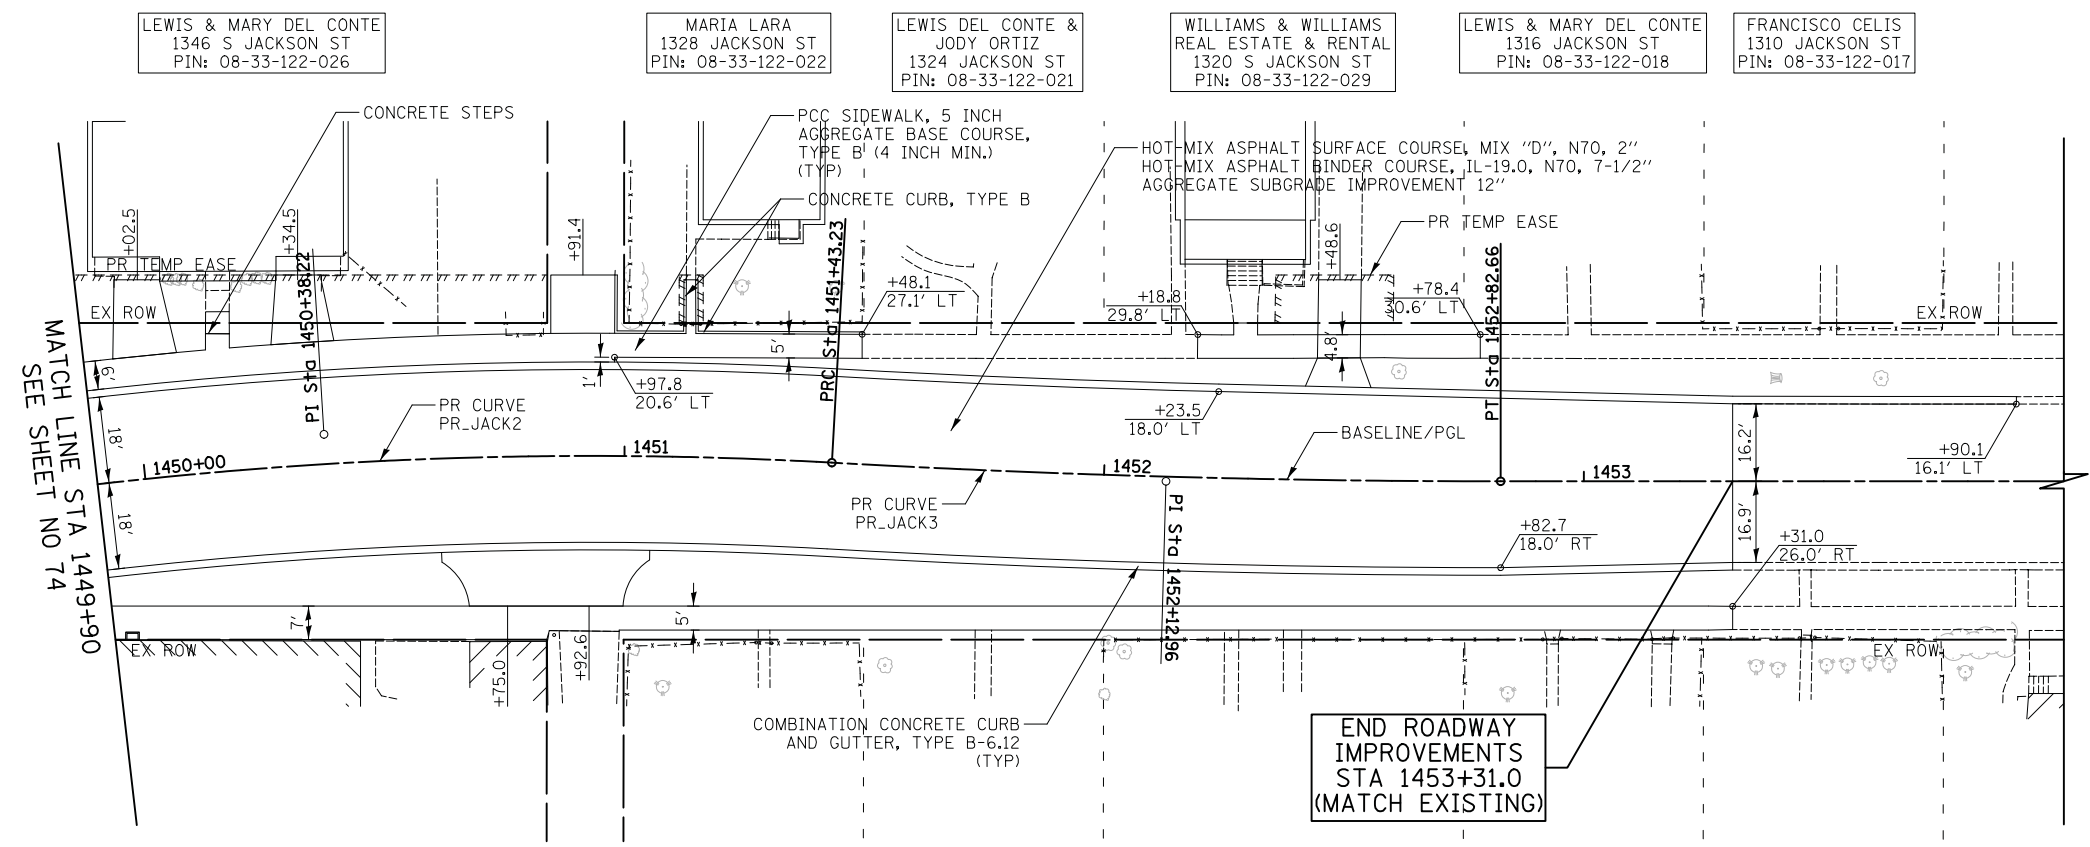 LEWIS & MARY DEL CONTE
1346 S JACKSON ST
PIN: 08-33-122-026
MARIA LARA
1328 JACKSON ST
PIN: 08-33-122-022
LEWIS DEL CONTE &
JODY ORTIZ
1324 JACKSON ST
PIN: 08-33-122-021
WILLIAMS & WILLIAMS
REAL ESTATE & RENTAL
1320 S JACKSON ST
PIN: 08-33-122-029
LEWIS & MARY DEL CONTE
1316 JACKSON ST
PIN: 08-33-122-018
FRANCISCO CELIS
1310 JACKSON ST
PIN: 08-33-122-017
CONCRETE STEPS
PCC SIDEWALK, 5 INCH
AGGREGATE BASE COURSE,
TYPE B (4 INCH MIN.)
(TYP)
CONCRETE CURB, TYPE B
HOT-MIX ASPHALT SURFACE COURSE, MIX "D", N70, 2"
HOT-MIX ASPHALT BINDER COURSE, IL-19.0, N70, 7-1/2"
AGGREGATE SUBGRADE IMPROVEMENT 12"
PR TEMP EASE
+02.5
+34.5
+91.4
+48.6
PR TEMP EASE
EX ROW
EX ROW
PI Sta 1450+38.22
PRC Sta 1451+43.23
PT Sta 1452+82.66
+48.1
27.1' LT
+18.8
29.8' LT
+78.4
30.6' LT
6'
1'
5'
4.8'
+97.8
20.6' LT
+23.5
18.0' LT
+90.1
16.1' LT
PR CURVE
PR_JACK2
BASELINE/PGL
18'
18'
1450+00
1451
1452
1453
16.2'
16.9'
PR CURVE
PR_JACK3
PI Sta 1452+12.96
+82.7
18.0' RT
+31.0
26.0' RT
MATCH LINE STA 1449+90
SEE SHEET NO 74
7'
5'
EX ROW
EX ROW
+75.0
+92.6
COMBINATION CONCRETE CURB
AND GUTTER, TYPE B-6.12
(TYP)
END ROADWAY
IMPROVEMENTS
STA 1453+31.0
(MATCH EXISTING)